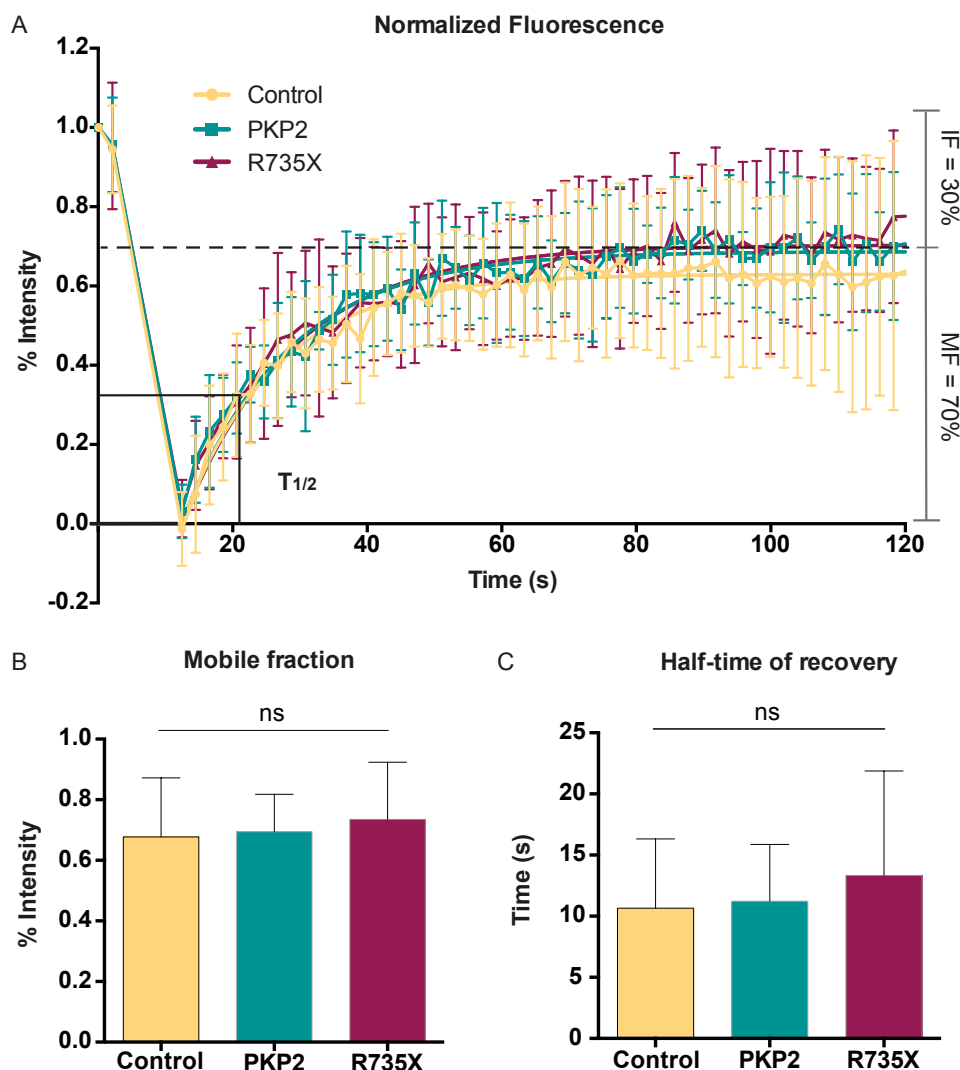 A
Normalized Fluorescence
1.2
1.0
0.8
0.6
0.4
0.2
0.0
-0.2
% Intensity
Control
PKP2
R735X
T1/2
20
40
60
80
100
120
Time (s)
IF = 30%
MF = 70%
B
Mobile fraction
ns
1.0
0.8
0.6
0.4
0.2
0.0
% Intensity
Control
PKP2
R735X
C
Half-time of recovery
ns
25
20
15
10
5
0
Time (s)
Control
PKP2
R735X